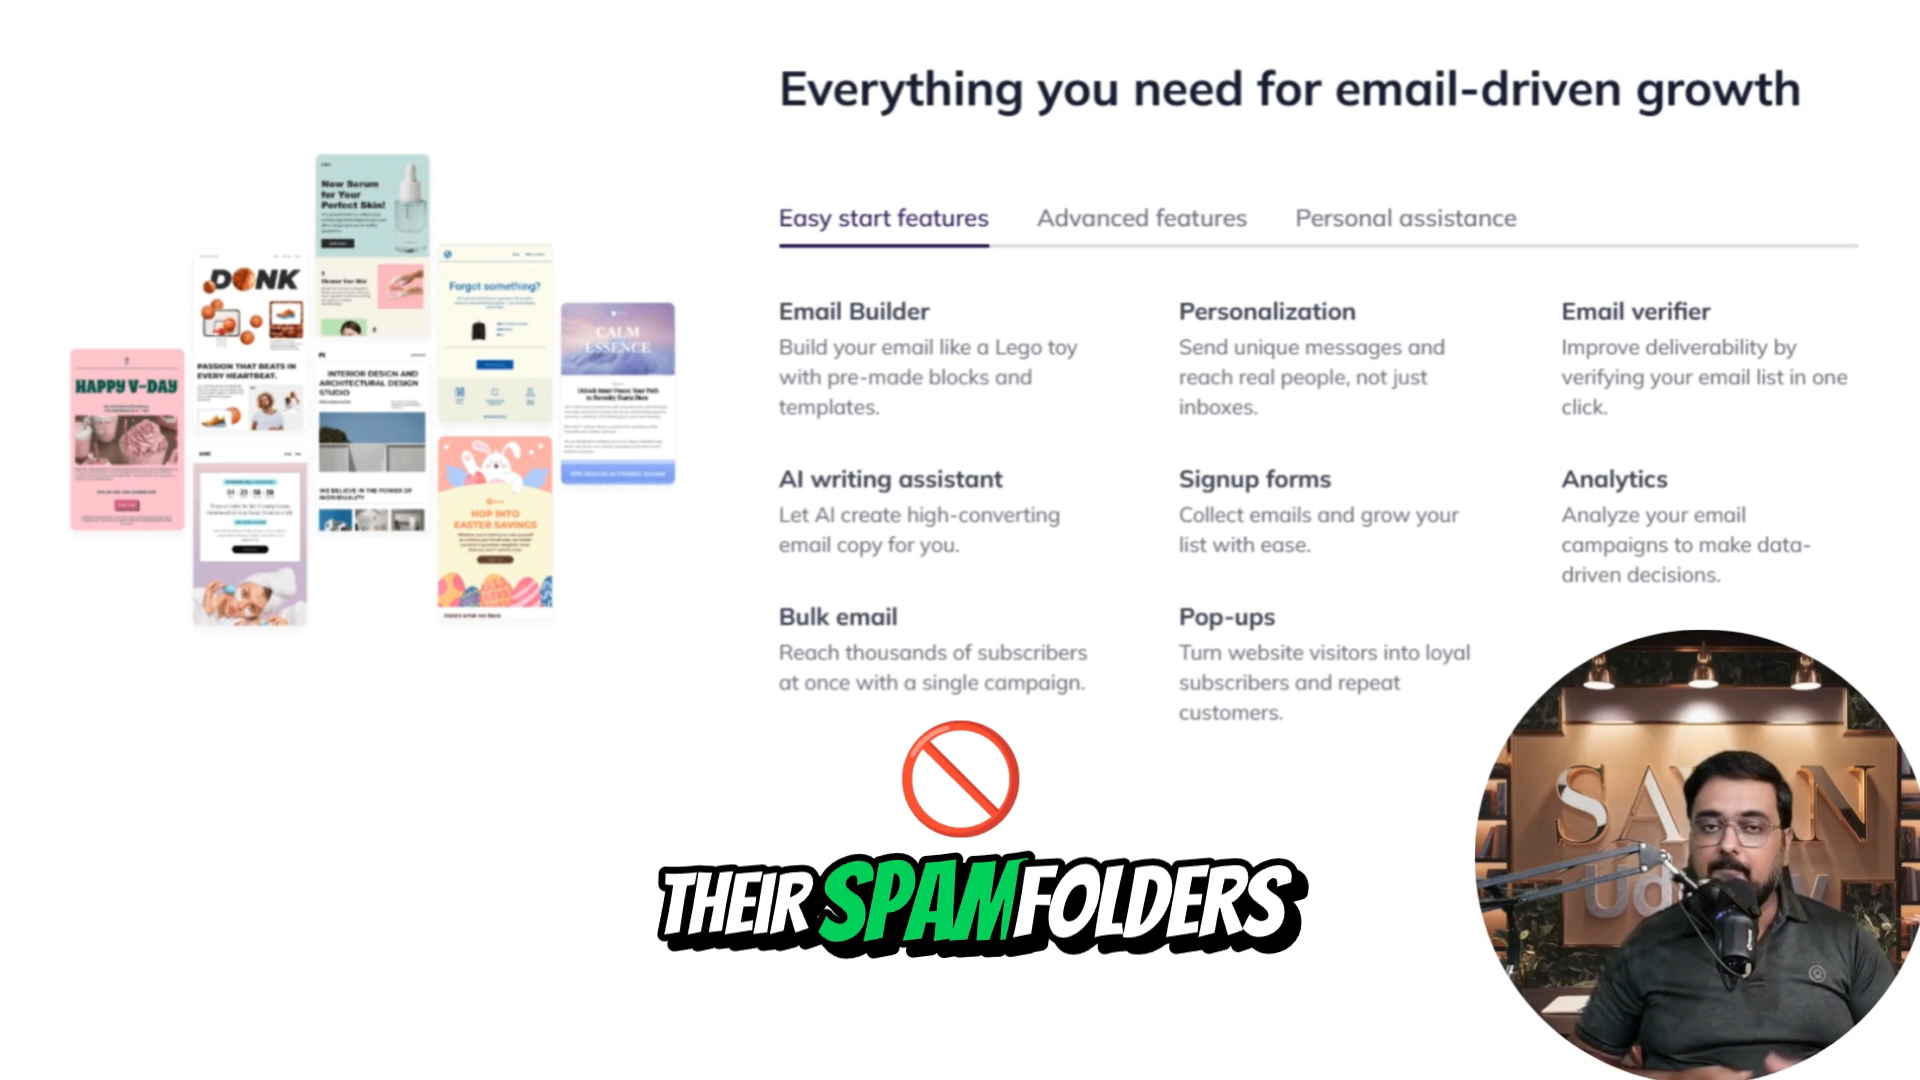 Everything you need for email-driven growth
Easy start features
Advanced features
Personal assistance
Email Builder
Build your email like a Lego toy
with pre-made blocks and
templates.
Personalization
Send unique messages and
reach real people, not just
inboxes.
Email verifier
Improve deliverability by
verifying your email list in one
click.
AI writing assistant
Let AI create high-converting
email copy for you.
Signup forms
Collect emails and grow your
list with ease.
Analytics
Analyze your email
campaigns to make data-
driven decisions.
Bulk email
Reach thousands of subscribers
at once with a single campaign.
Pop-ups
Turn website visitors into loyal
subscribers and repeat
customers.
New Serum
for Your
Perfect Skin!
DONK
PASSION THAT BEATS IN
EVERY HEARTBEAT.
HAPPY V-DAY
INTERIOR DESIGN AND
ARCHITECTURAL DESIGN
STUDIO
WE BELIEVE IN THE POWER OF
INDIVIDUALITY
Forgot something?
HOP INTO
EASTER SAVINGS
CALM
ESSENCE
THEIR SPAM FOLDERS